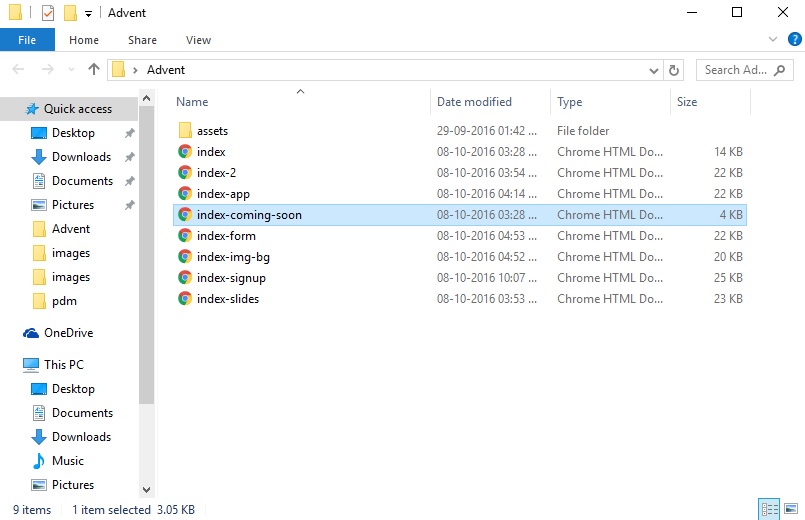 Advent
File Home Share View
Advent Search Ad...
Name Date modified Type Size
Quick access
Desktop
Downloads
Documents
Pictures
Advent
images
images
pdm
OneDrive
This PC
Desktop
Documents
Downloads
Music
Pictures
assets 29-09-2016 01:42 ... File folder
index 08-10-2016 03:28 ... Chrome HTML Do... 14 KB
index-2 08-10-2016 03:54 ... Chrome HTML Do... 22 KB
index-app 08-10-2016 04:14 ... Chrome HTML Do... 22 KB
index-coming-soon 08-10-2016 03:28 ... Chrome HTML Do... 4 KB
index-form 08-10-2016 04:53 ... Chrome HTML Do... 22 KB
index-img-bg 08-10-2016 04:52 ... Chrome HTML Do... 20 KB
index-signup 08-10-2016 10:07 ... Chrome HTML Do... 25 KB
index-slides 08-10-2016 03:53 ... Chrome HTML Do... 23 KB
9 items 1 item selected 3.05 KB